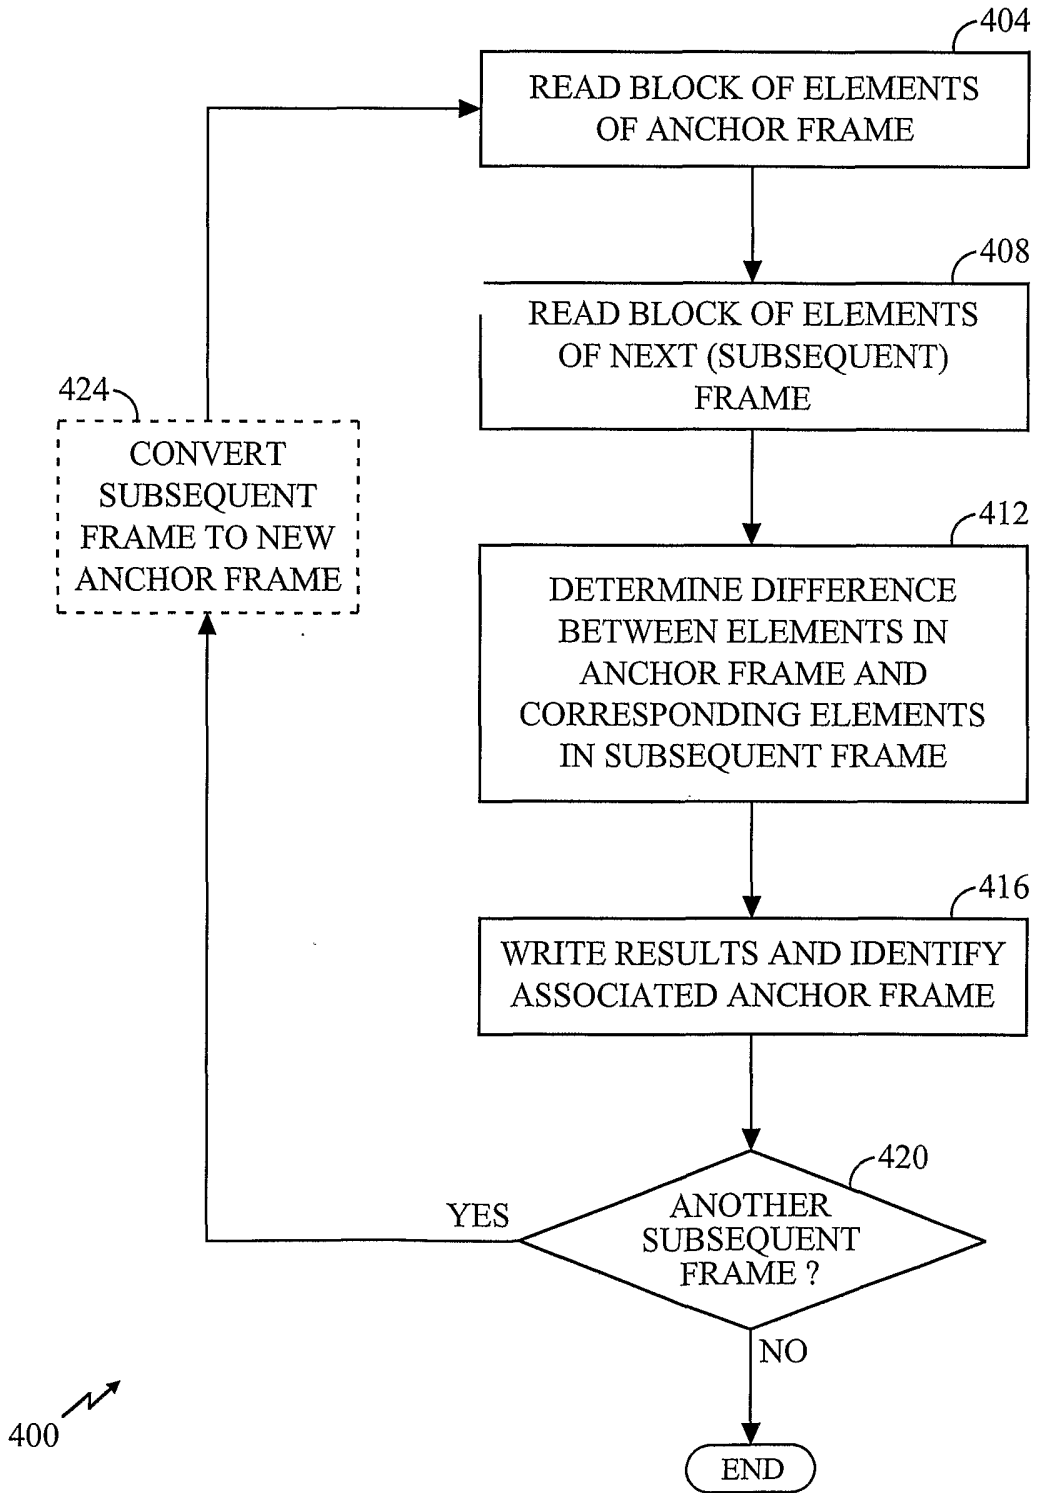 404
READ BLOCK OF ELEMENTS
OF ANCHOR FRAME
408
READ BLOCK OF ELEMENTS
OF NEXT (SUBSEQUENT)
FRAME
424
CONVERT
SUBSEQUENT
FRAME TO NEW
ANCHOR FRAME
412
DETERMINE DIFFERENCE
BETWEEN ELEMENTS IN
ANCHOR FRAME AND
CORRESPONDING ELEMENTS
IN SUBSEQUENT FRAME
416
WRITE RESULTS AND IDENTIFY
ASSOCIATED ANCHOR FRAME
420
YES
ANOTHER
SUBSEQUENT
FRAME ?
NO
400
END